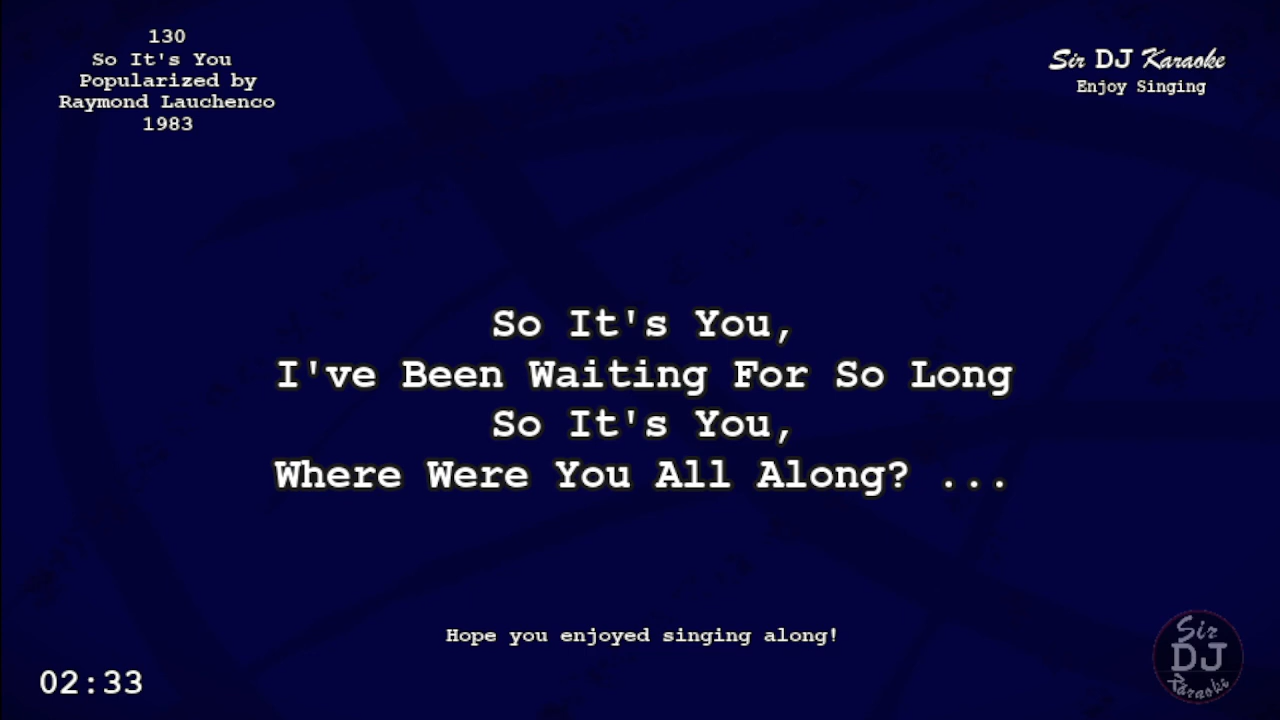 130
So It's You
Popularized by
Raymond Lauchenco
1983
Sir DJ Karaoke
Enjoy Singing
So It's You,
I've Been Waiting For So Long
So It's You,
Where Were You All Along? ...
Hope you enjoyed singing along!
02:33
Sir
DJ
Karaoke